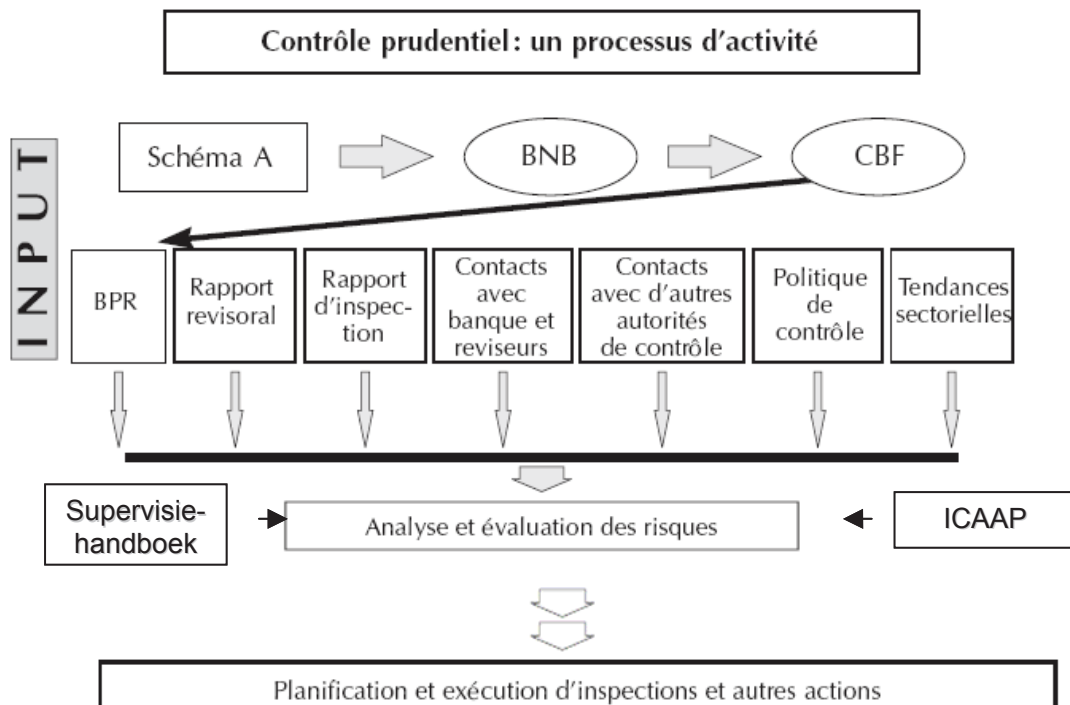 Contrôle prudentiel : un processus d'activité
INPUT
Schéma A
BNB
CBF
BPR
Rapport
revisoral
Rapport
d'inspec-
tion
Contacts
avec
banque et
reviseurs
Contacts
avec d'autres
autorités
de contrôle
Politique
de
contrôle
Tendances
sectorielles
Supervisie-
handboek
Analyse et évaluation des risques
ICAAP
Planification et exécution d'inspections et autres actions